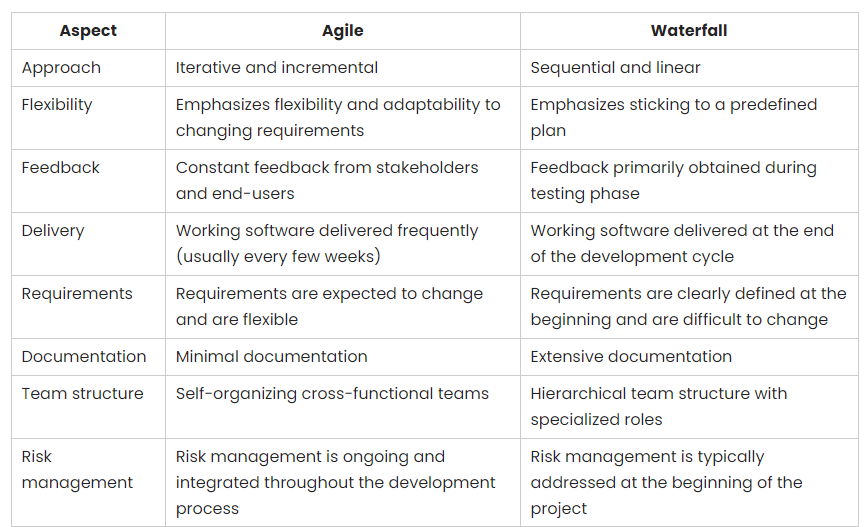 Aspect Agile Waterfall
Approach Iterative and incremental Sequential and linear
Flexibility Emphasizes flexibility and adaptability to Emphasizes sticking to a predefined
changing requirements plan
Feedback Constant feedback from stakeholders Feedback primarily obtained during
and end-users testing phase
Delivery Working software delivered frequently Working software delivered at the end
(usually every few weeks) of the development cycle
Requirements Requirements are expected to change Requirements are clearly defined at the
and are flexible beginning and are difficult to change
Documentation Minimal documentation Extensive documentation
Team structure Self-organizing cross-functional teams Hierarchical team structure with
specialized roles
Risk Risk management is ongoing and Risk management is typically
management integrated throughout the development addressed at the beginning of the
process project